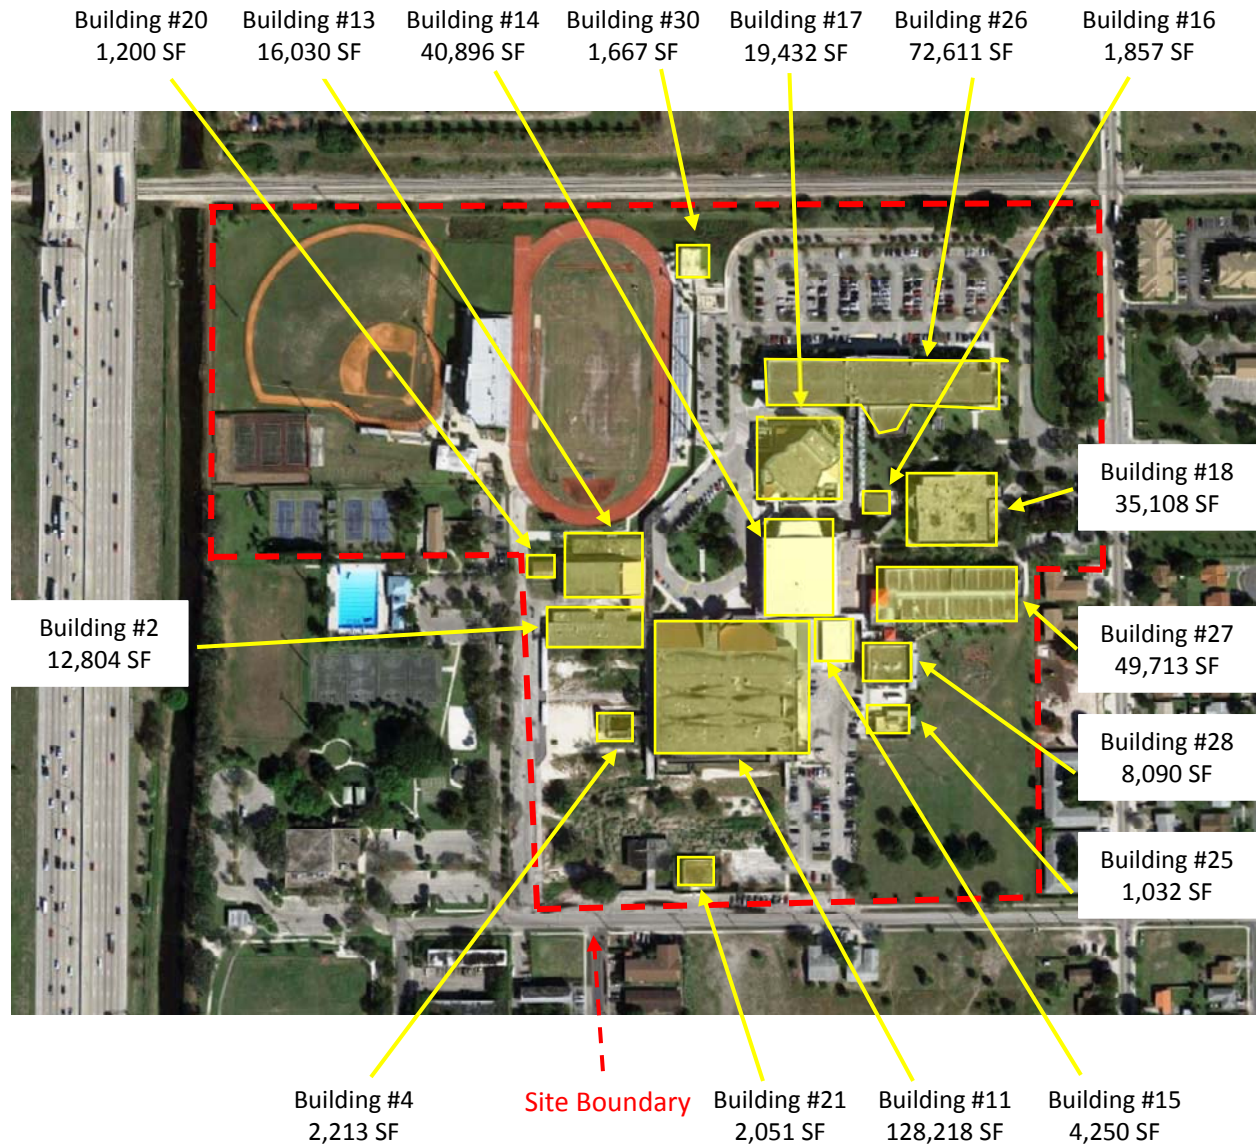 Building #20
1,200 SF
Building #13
16,030 SF
Building #14
40,896 SF
Building #30
1,667 SF
Building #17
19,432 SF
Building #26
72,611 SF
Building #16
1,857 SF
Building #18
35,108 SF
Building #2
12,804 SF
Building #27
49,713 SF
Building #28
8,090 SF
Building #25
1,032 SF
Building #4
2,213 SF
Site Boundary
Building #21
2,051 SF
Building #11
128,218 SF
Building #15
4,250 SF